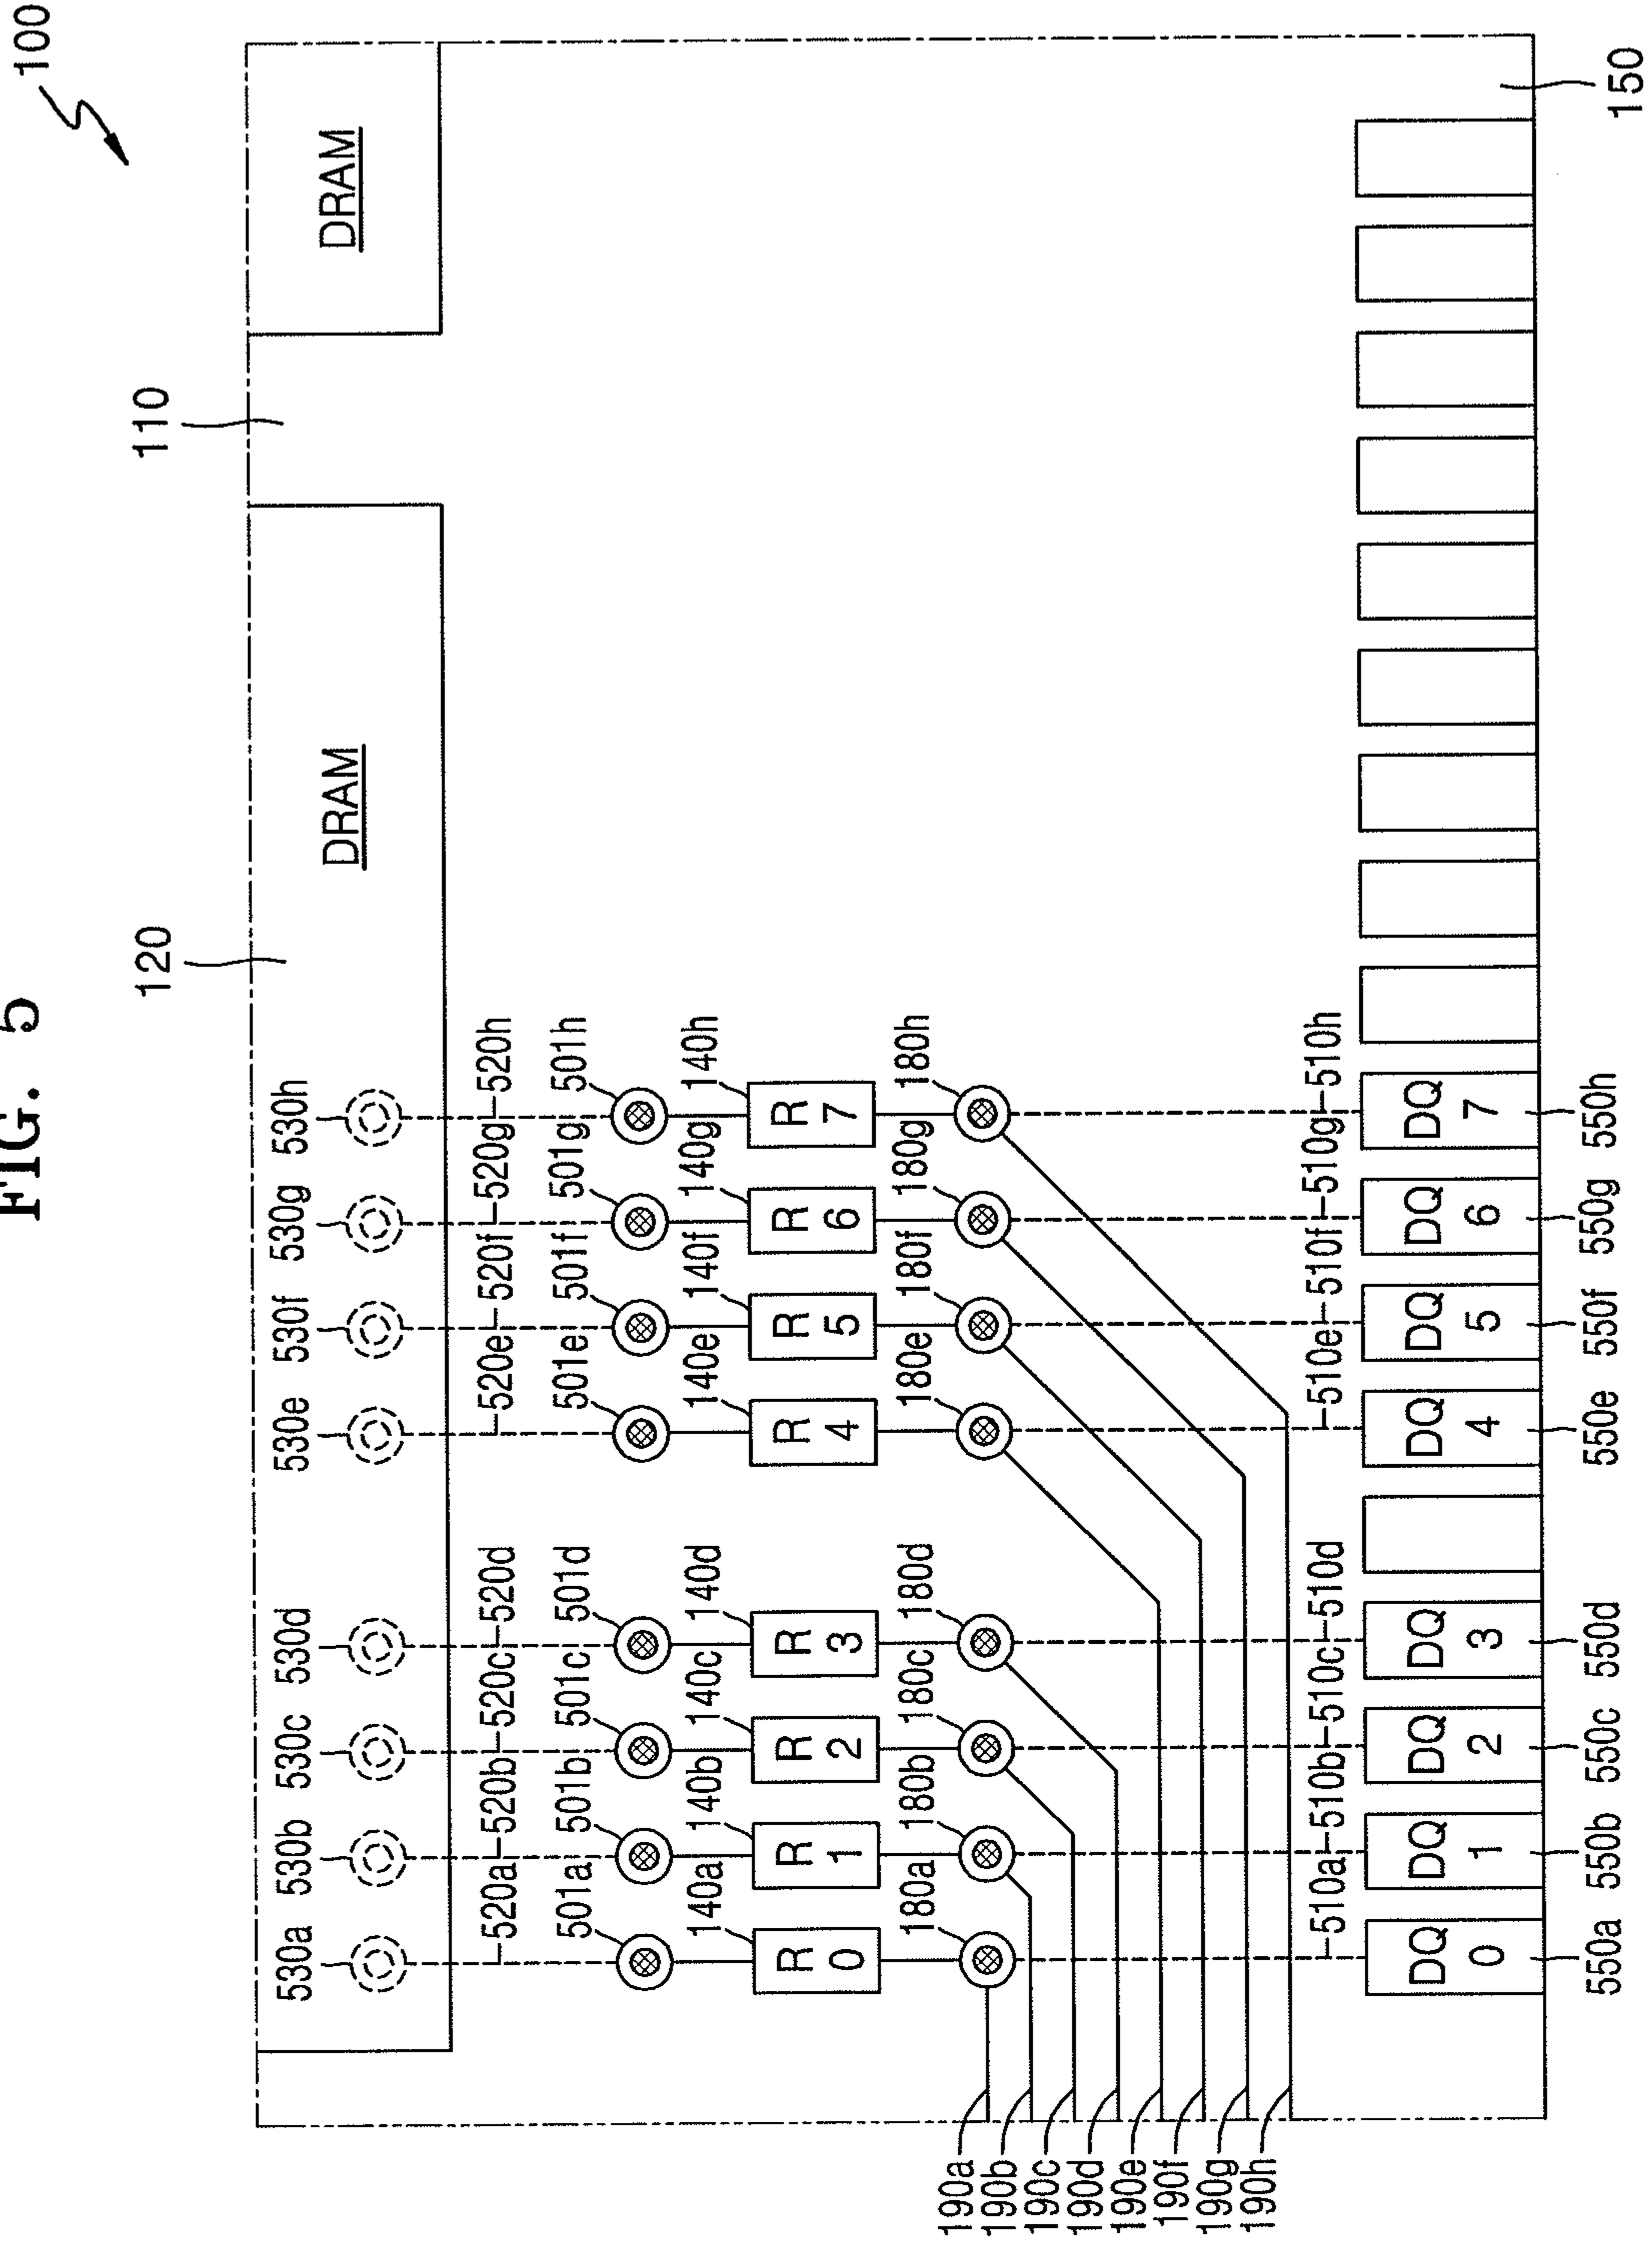 FIG. 5
100
110
120
DRAM
DRAM
530a
530b
530c
530d
530e
530f
530g
530h
520a
520b
520c
520d
520e
520f
520g
520h
501a
501b
501c
501d
501e
501f
501g
501h
140a
140b
140c
140d
140e
140f
140g
140h
R 0
R 1
R 2
R 3
R 4
R 5
R 6
R 7
180a
180b
180c
180d
180e
180f
180g
180h
190a
190b
190c
190d
190e
190f
190g
190h
510a
510b
510c
510d
510e
510f
510g
510h
DQ 0
DQ 1
DQ 2
DQ 3
DQ 4
DQ 5
DQ 6
DQ 7
550a
550b
550c
550d
550e
550f
550g
550h
150